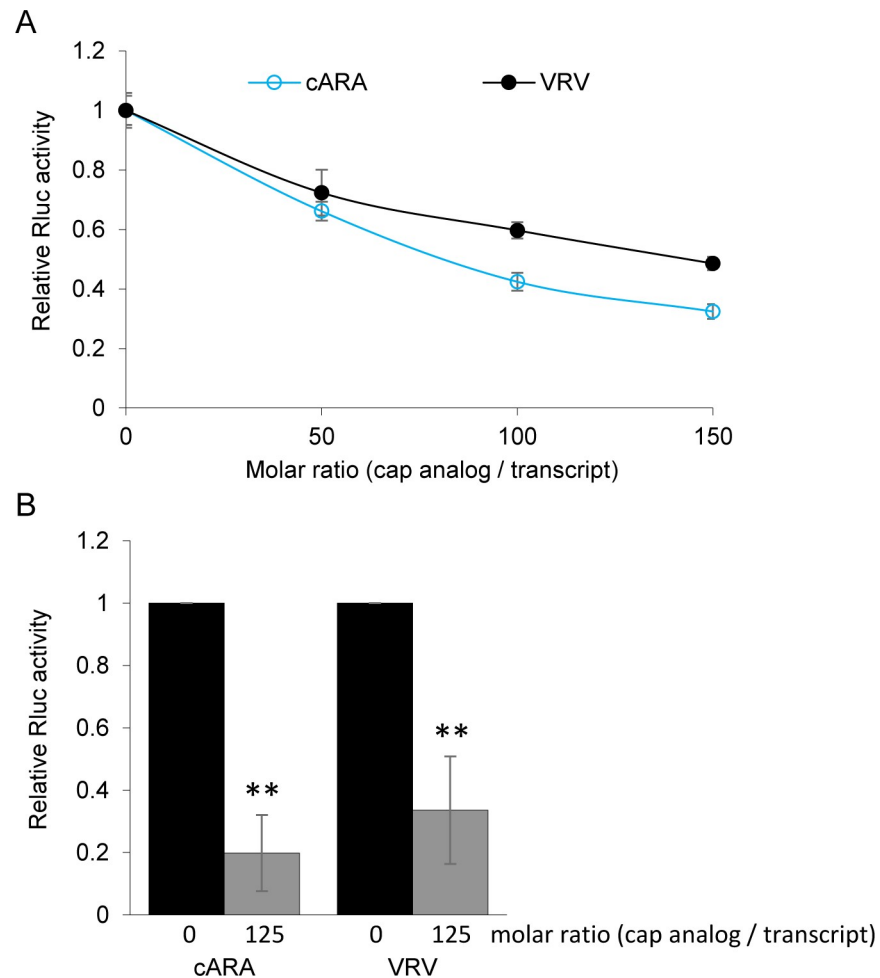 A
1.2
1
0.8
0.6
0.4
0.2
0
Relative Rluc activity
cARA
VRV
0 50 100 150
Molar ratio (cap analog / transcript)
B
1.2
1
0.8
0.6
0.4
0.2
0
Relative Rluc activity
**
**
0 125 0 125 molar ratio (cap analog / transcript)
cARA VRV